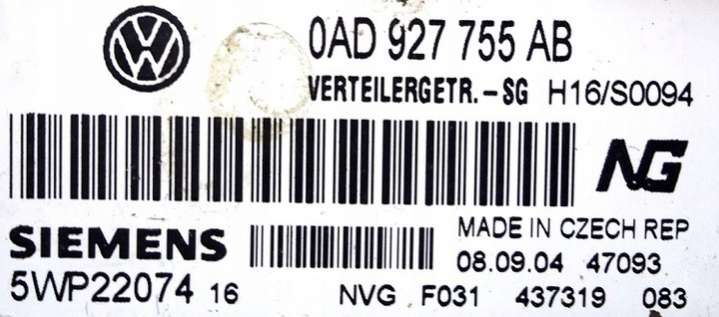 0AD 927 755 AB
VERTEILERGETR.-SG H16/S0094
NG
SIEMENS
MADE IN CZECH REP
08.09.04 47093
5WP22074 16
NVG F031 437319 083